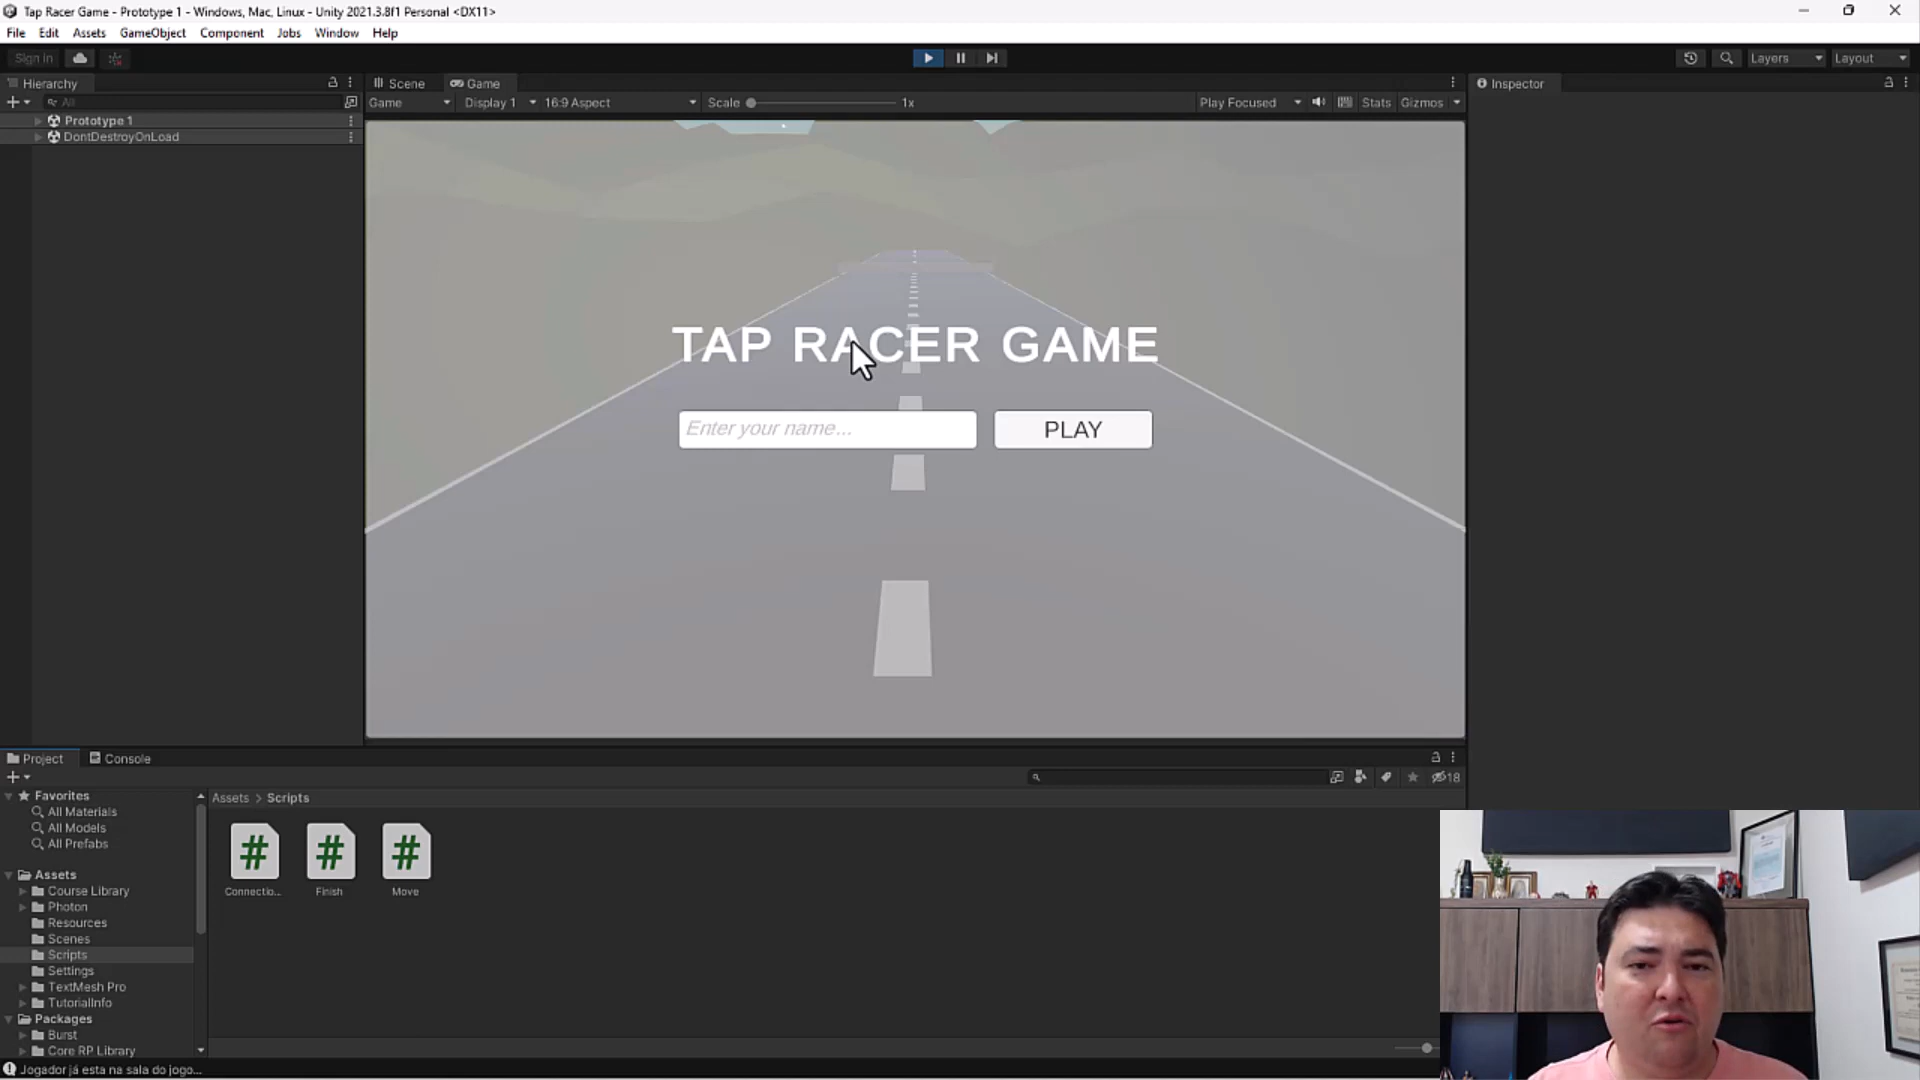 Tap Racer Game - Prototype 1 - Windows, Mac, Linux - Unity 2021.3.8f1 Personal <DX11>
File Edit Assets GameObject Component Jobs Window Help
Sign in
Layers Layout
Hierarchy
Scene Game
Inspector
All
Game Display 1 16:9 Aspect Scale 1x Play Focused Stats Gizmos
Prototype 1
DontDestroyOnLoad
TAP RACER GAME
Enter your name... PLAY
Project Console
18
Favorites
All Materials
All Models
All Prefabs
Assets > Scripts
# # #
Connectio... Finish Move
Assets
Course Library
Photon
Resources
Scenes
Scripts
Settings
TextMesh Pro
TutorialInfo
Packages
Burst
Core RP Library
Jogador já esta na sala do jogo...